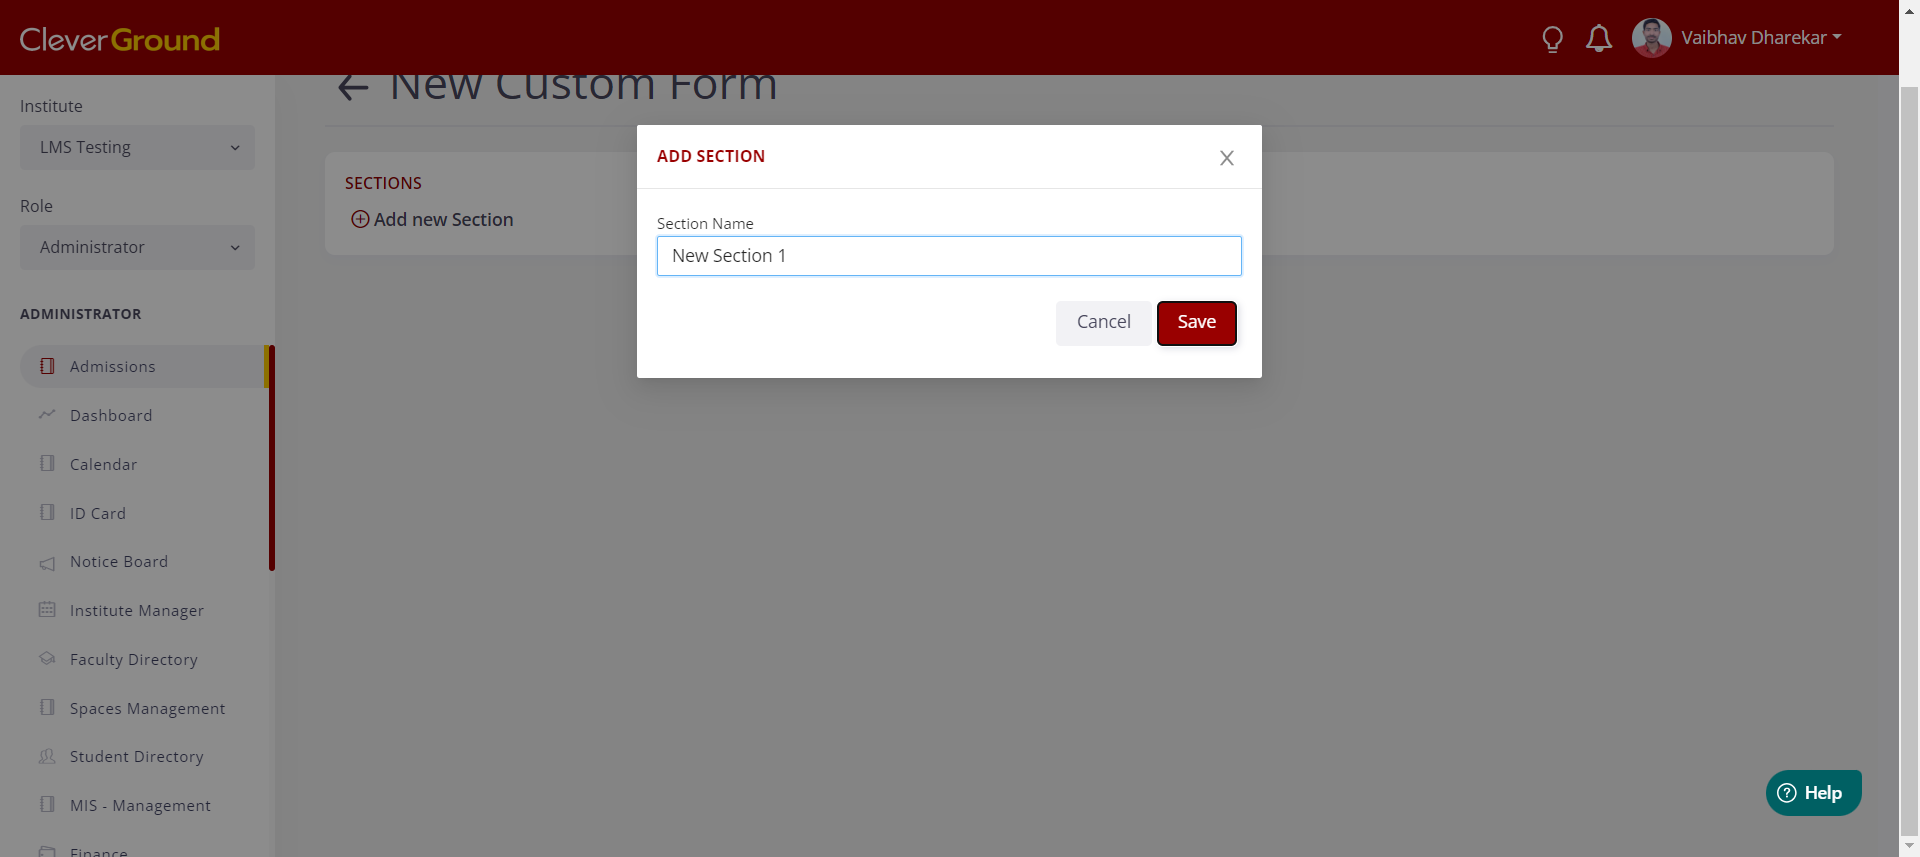 CleverGround
Vaibhav Dharekar
Institute
LMS Testing
Role
Administrator
ADMINISTRATOR
Admissions
Dashboard
Calendar
ID Card
Notice Board
Institute Manager
Faculty Directory
Spaces Management
Student Directory
MIS - Management
Finance
New Custom Form
SECTIONS
Add new Section
ADD SECTION
Section Name
New Section 1
Cancel
Save
Help